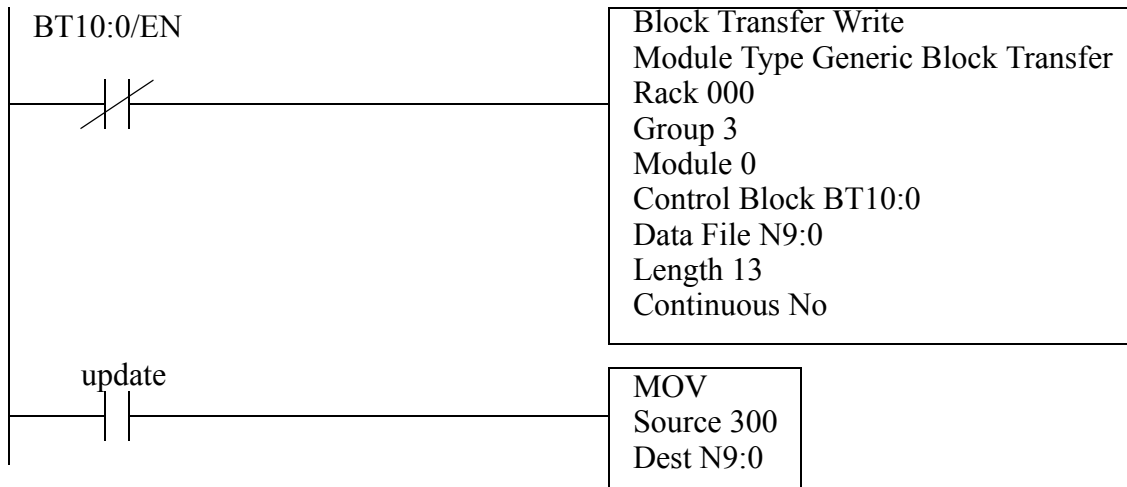 BT10:0/EN
Block Transfer Write
Module Type Generic Block Transfer
Rack 000
Group 3
Module 0
Control Block BT10:0
Data File N9:0
Length 13
Continuous No
update
MOV
Source 300
Dest N9:0